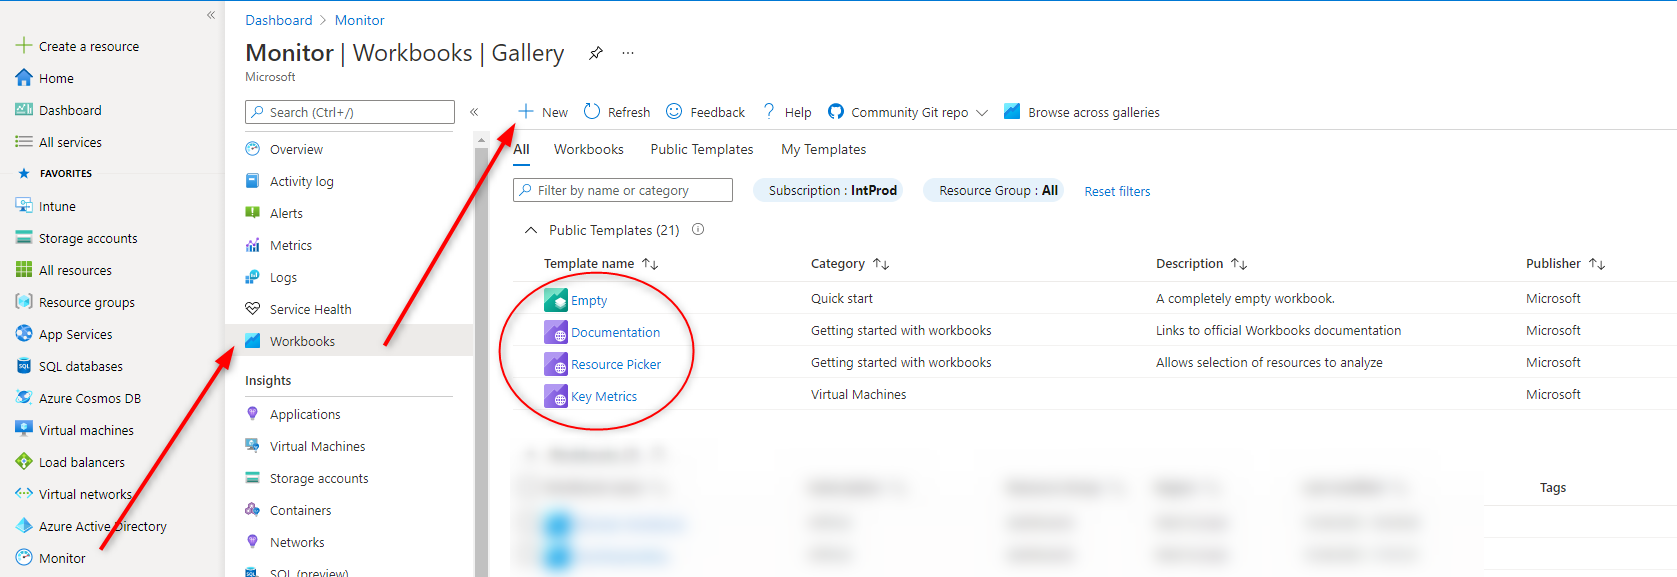 «
Create a resource
Home
Dashboard
All services
FAVORITES
Intune
Storage accounts
All resources
Resource groups
App Services
SQL databases
Azure Cosmos DB
Virtual machines
Load balancers
Virtual networks
Azure Active Directory
Monitor
Dashboard > Monitor
Monitor | Workbooks | Gallery ...
Microsoft
Search (Ctrl+/) «
Overview
Activity log
Alerts
Metrics
Logs
Service Health
Workbooks
Insights
Applications
Virtual Machines
Storage accounts
Containers
Networks
SQL (preview)
New Refresh Feedback ? Help Community Git repo Browse across galleries
All Workbooks Public Templates My Templates
Filter by name or category Subscription : IntProd Resource Group : All Reset filters
Public Templates (21)
Template name Category Description Publisher
Empty Quick start A completely empty workbook. Microsoft
Documentation Getting started with workbooks Links to official Workbooks documentation Microsoft
Resource Picker Getting started with workbooks Allows selection of resources to analyze Microsoft
Key Metrics Virtual Machines Microsoft
Tags